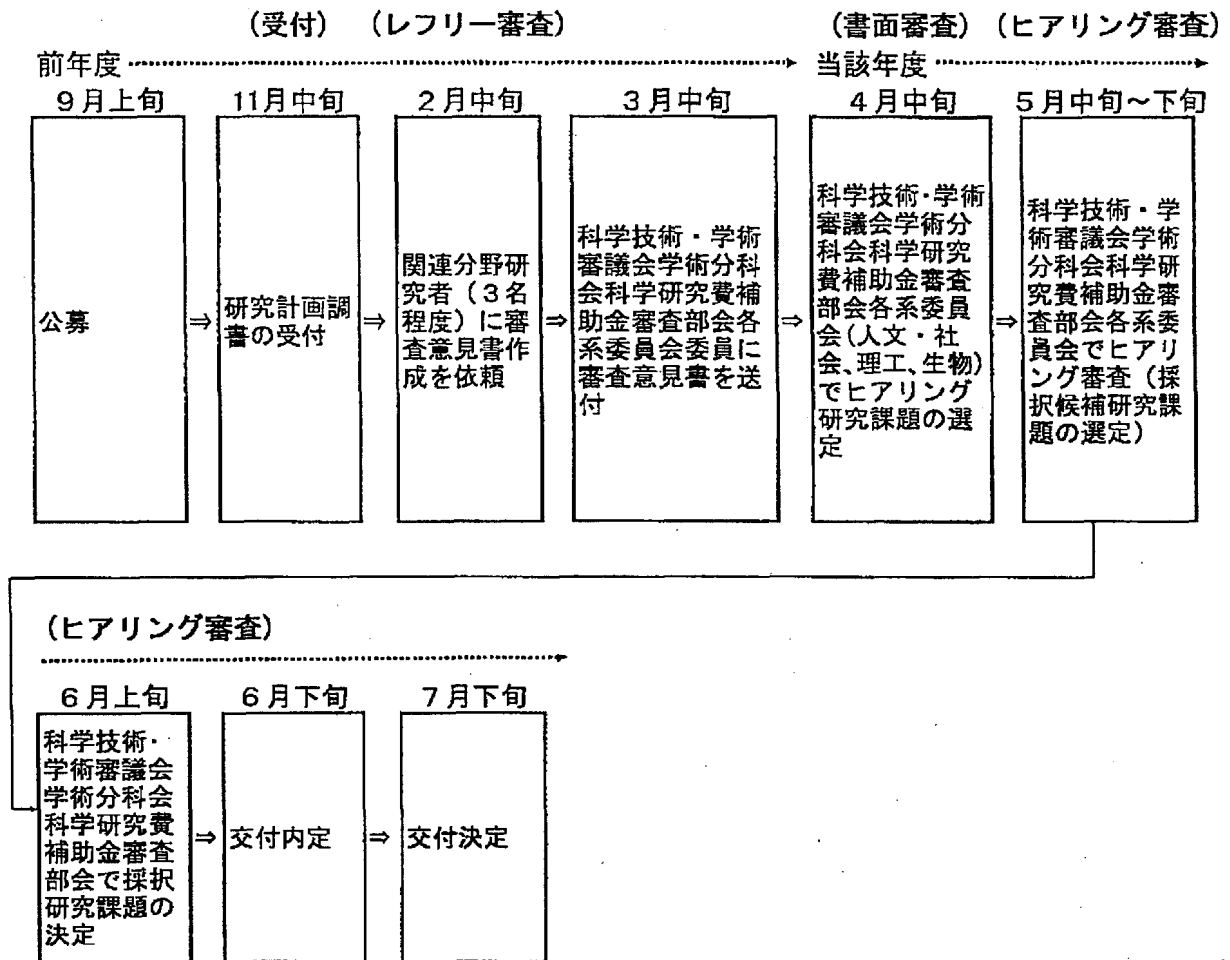 (受付) (レフリー審査) (書面審査) (ヒアリング審査)
前年度 当該年度
9月上旬
公募
⇒
11月中旬
研究計画調
書の受付
⇒
2月中旬
関連分野研
究者(3名
程度)に審
査意見書作
成を依頼
⇒
3月中旬
科学技術・学術
審議会学術分科
会科学研究費補
助金審査部会各
系委員会委員に
審査意見書を送
付
⇒
4月中旬
科学技術・学術
審議会学術分
科会科学研究
費補助金審査
部会各系委員
会(人文・社
会、理工、生物)
でヒアリング
研究課題の選
定
⇒
5月中旬~下旬
科学技術・学
術審議会学術
分科会科学研
究費補助金審
査部会各系委
員会でヒアリ
ング審査(採
択候補研究課
題の選定)
(ヒアリング審査)
6月上旬
科学技術・
学術審議会
学術分科会
科学研究費
補助金審査
部会で採択
研究課題の
決定
⇒
6月下旬
交付内定
⇒
7月下旬
交付決定